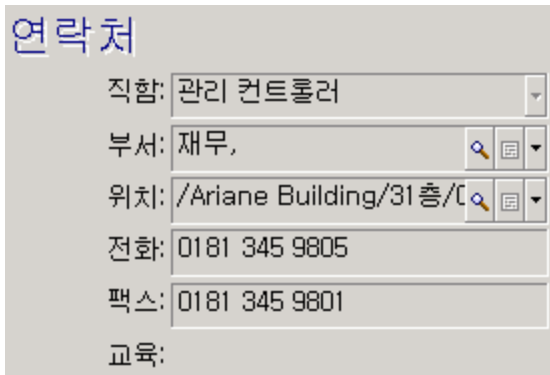 연락처
직함: 관리 컨트롤러
부서: 재무,
위치: /Ariane Building/31층/
전화: 0181 345 9805
팩스: 0181 345 9801
교육: